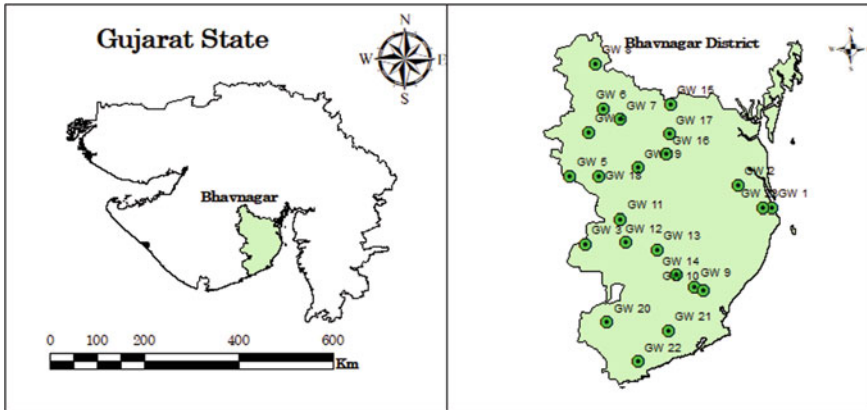 Gujarat State
N
W E
S
Bhavnagar
0 100 200 400 600
Km
Bhavnagar District
GW 8
GW 15
GW 6
GW 7
GW 17
GW
GW 16
GW 5
9
GW 2
GW 18
GW 1
GW 11
GW 3
GW 12
GW 13
GW 14
GW 10
GW 9
GW 20
GW 21
GW 22